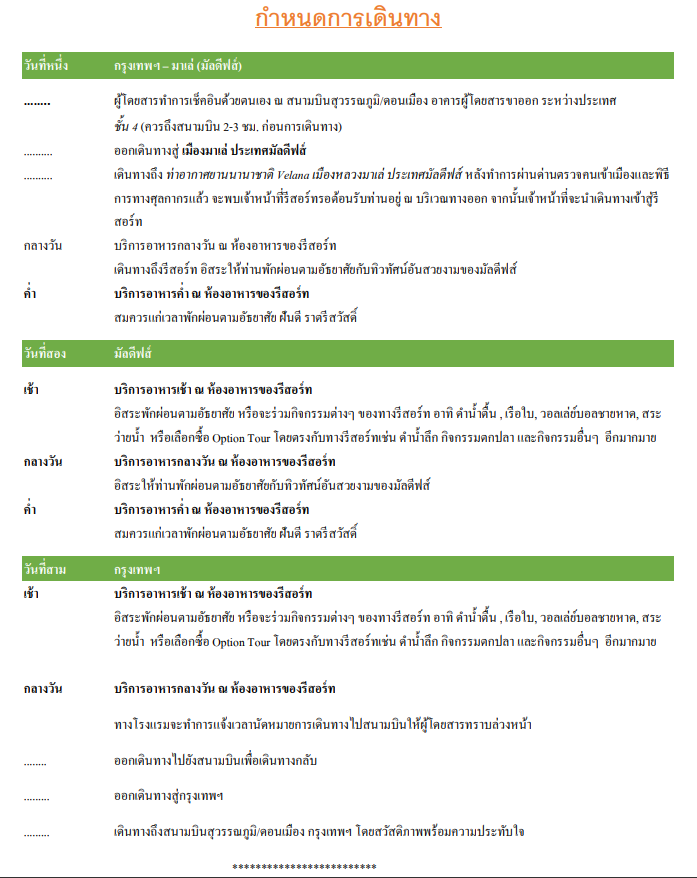 กำหนดการเดินทาง
วันที่หนึ่ง กรุงเทพฯ – มาเล่ (มัลดีฟส์)
........ ผู้โดยสารทำการเช็คอินด้วยตนเอง ณ สนามบินสุวรรณภูมิ/ดอนเมือง อาคารผู้โดยสารขาออก ระหว่างประเทศ
ชั้น 4 (ควรถึงสนามบิน 2-3 ชม. ก่อนการเดินทาง)
.......... ออกเดินทางสู่ เมืองมาเล่ ประเทศมัลดีฟส์
.......... เดินทางถึง ท่าอากาศยานนานาชาติ Velana เมืองหลวงมาเล่ ประเทศมัลดีฟส์ หลังทำการผ่านด่านตรวจคนเข้าเมืองและพิธี
การทางศุลกากรแล้ว จะพบเจ้าหน้าที่รีสอร์ทรอต้อนรับท่านอยู่ ณ บริเวณทางออก จากนั้นเจ้าหน้าที่จะนำเดินทางเข้าสู่รี
สอร์ท
กลางวัน บริการอาหารกลางวัน ณ ห้องอาหารของรีสอร์ท
เดินทางถึงรีสอร์ท อิสระให้ท่านพักผ่อนตามอัธยาศัยกับทิวทัศน์อันสวยงามของมัลดีฟส์
ค่ำ บริการอาหารค่ำ ณ ห้องอาหารของรีสอร์ท
สมควรแก่เวลาพักผ่อนตามอัธยาศัย ฝันดี ราตรีสวัสดิ์
วันที่สอง มัลดีฟส์
เช้า บริการอาหารเช้า ณ ห้องอาหารของรีสอร์ท
อิสระพักผ่อนตามอัธยาศัย หรือจะร่วมกิจกรรมต่างๆ ของทางรีสอร์ท อาทิ ดำน้ำตื้น , เรือใบ, วอลเล่ย์บอลชายหาด, สระ
ว่ายน้ำ หรือเลือกซื้อ Option Tour โดยตรงกับทางรีสอร์ทเช่น ดำน้ำลึก กิจกรรมตกปลา และกิจกรรมอื่นๆ อีกมากมาย
กลางวัน บริการอาหารกลางวัน ณ ห้องอาหารของรีสอร์ท
อิสระให้ท่านพักผ่อนตามอัธยาศัยกับทิวทัศน์อันสวยงามของมัลดีฟส์
ค่ำ บริการอาหารค่ำ ณ ห้องอาหารของรีสอร์ท
สมควรแก่เวลาพักผ่อนตามอัธยาศัย ฝันดี ราตรีสวัสดิ์
วันที่สาม กรุงเทพฯ
เช้า บริการอาหารเช้า ณ ห้องอาหารของรีสอร์ท
อิสระพักผ่อนตามอัธยาศัย หรือจะร่วมกิจกรรมต่างๆ ของทางรีสอร์ท อาทิ ดำน้ำตื้น , เรือใบ, วอลเล่ย์บอลชายหาด, สระ
ว่ายน้ำ หรือเลือกซื้อ Option Tour โดยตรงกับทางรีสอร์ทเช่น ดำน้ำลึก กิจกรรมตกปลา และกิจกรรมอื่นๆ อีกมากมาย
กลางวัน บริการอาหารกลางวัน ณ ห้องอาหารของรีสอร์ท
ทางโรงแรมจะทำการแจ้งเวลานัดหมายการเดินทางไปสนามบินให้ผู้โดยสารทราบล่วงหน้า
........ ออกเดินทางไปยังสนามบินเพื่อเดินทางกลับ
......... ออกเดินทางสู่กรุงเทพฯ
......... เดินทางถึงสนามบินสุวรรณภูมิ/ดอนเมือง กรุงเทพฯ โดยสวัสดิภาพพร้อมความประทับใจ
*************************